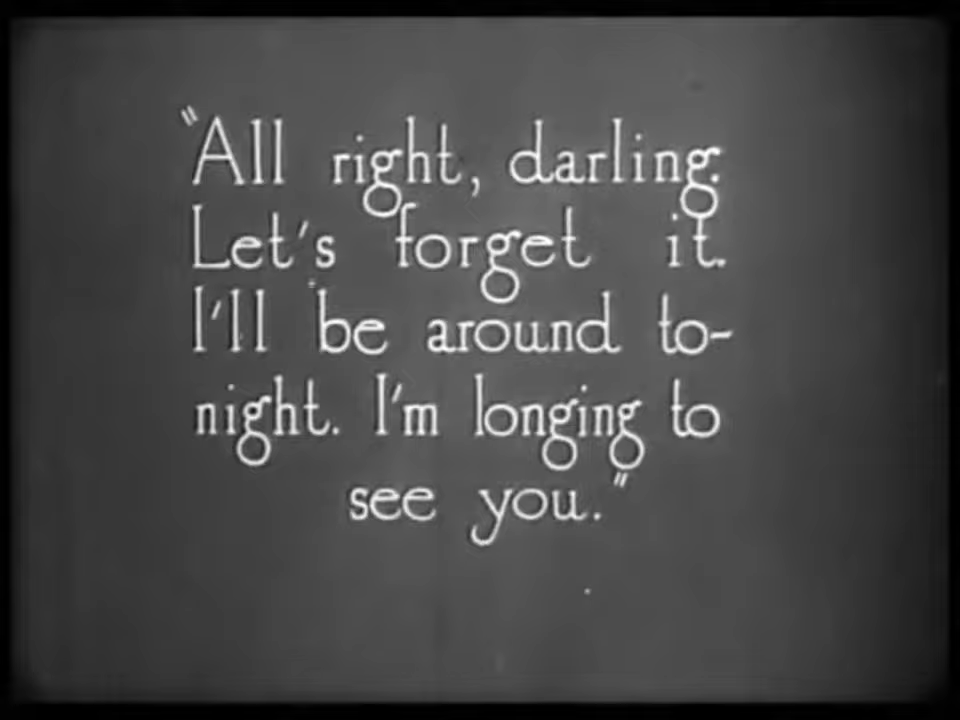 "All right, darling.
Let's forget it.
I'll be around to-
night. I'm longing to
see you."